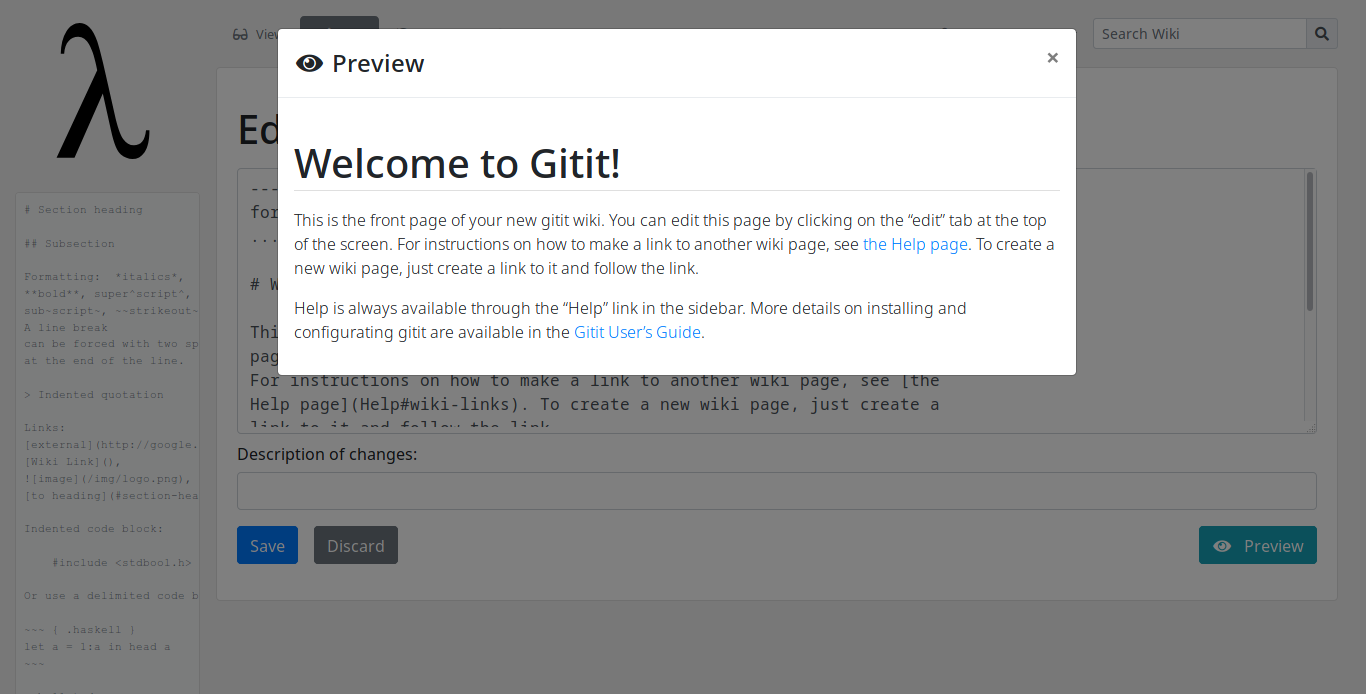 View
Search Wiki
Preview
×
Ed
Welcome to Gitit!
This is the front page of your new gitit wiki. You can edit this page by clicking on the “edit” tab at the top
of the screen. For instructions on how to make a link to another wiki page, see the Help page. To create a
new wiki page, just create a link to it and follow the link.
Help is always available through the “Help” link in the sidebar. More details on installing and
configurating gitit are available in the Gitit User’s Guide.
---
for
...
# W
Thi
pag
For instructions on how to make a link to another wiki page, see [the
Help page](Help#wiki-links). To create a new wiki page, just create a
link to it and follow the link.
Description of changes:
Save
Discard
Preview
λ
# Section heading
## Subsection
Formatting:  *italics*,
**bold**, super^script^,
sub~script~, ~~strikeout~
A line break
can be forced with two sp
at the end of the line.
> Indented quotation
Links:
[external](http://google.
[Wiki Link](),
![image](/img/logo.png),
[to heading](#section-hea
Indented code block:
#include <stdbool.h>
Or use a delimited code b
~~~ { .haskell }
let a = 1:a in head a
~~~